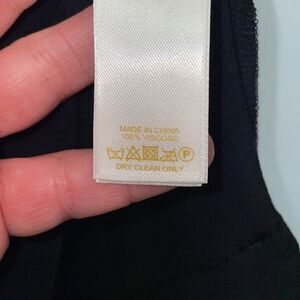 MADE IN CHINA
100% VISCOSE
P
DRY CLEAN ONLY